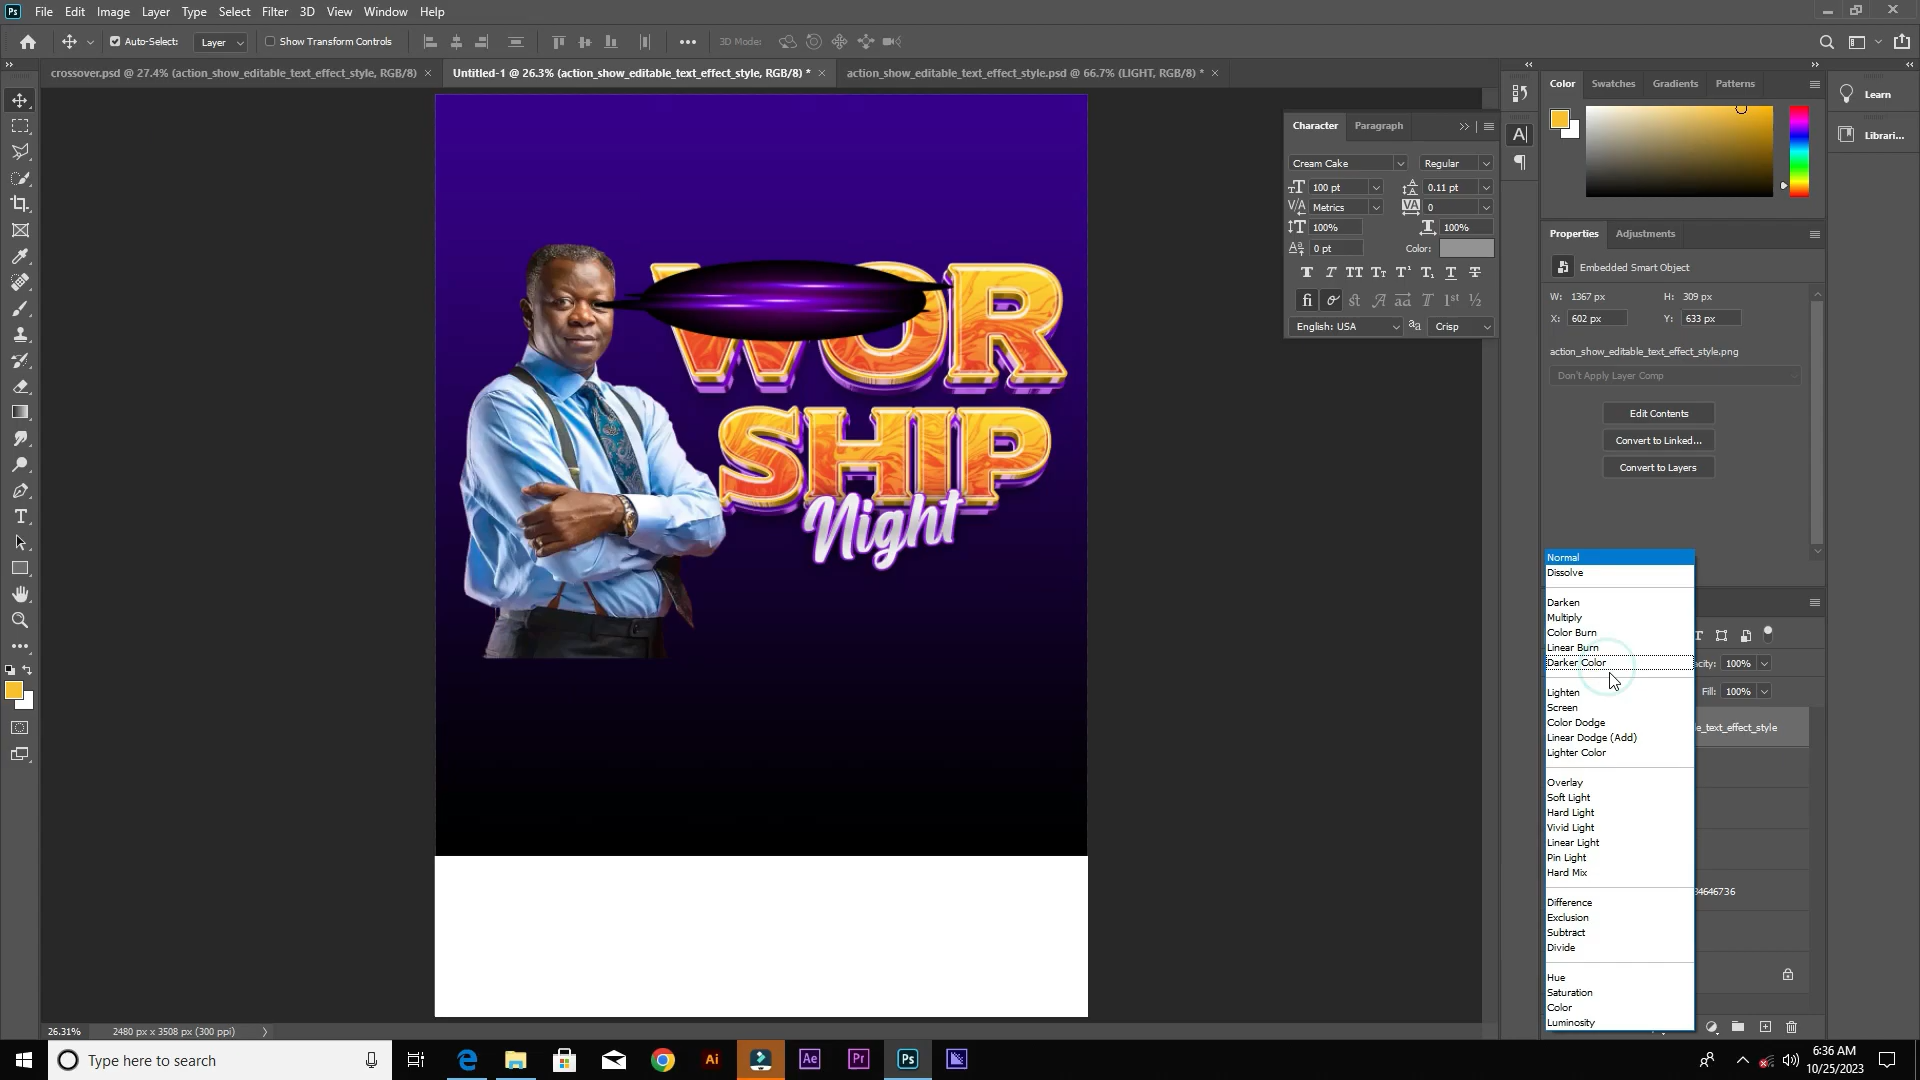 Ps File Edit Image Layer Type Select Filter 3D View Window Help
Auto-Select: Layer Show Transform Controls 3D Mode:
crossover.psd @ 27.4% (action_show_editable_text_effect_style, RGB/8) × Untitled-1 @ 26.3% (action_show_editable_text_effect_style, RGB/8) * × action_show_editable_text_effect_style.psd @ 66.7% (LIGHT, RGB/8) * ×
Color Swatches Gradients Patterns
Learn
Librari...
Character Paragraph
Cream Cake Regular
100 pt 0.11 pt
Metrics 0
100% 100%
0 pt Color:
English: USA Crisp
Properties Adjustments
Embedded Smart Object
W: 1367 px H: 309 px
X: 602 px Y: 633 px
action_show_editable_text_effect_style.png
Don't Apply Layer Comp
Edit Contents
Convert to Linked...
Convert to Layers
WOR
SHIP
Night
Normal
Dissolve
Darken
Multiply
Color Burn
Linear Burn
Darker Color
Lighten
Screen
Color Dodge
Linear Dodge (Add)
Lighter Color
Overlay
Soft Light
Hard Light
Vivid Light
Linear Light
Pin Light
Hard Mix
Difference
Exclusion
Subtract
Divide
Hue
Saturation
Color
Luminosity
acity: 100%
Fill: 100%
le_text_effect_style
34646736
26.31% 2480 px x 3508 px (300 ppi)
Type here to search
Ai Ae Pr Ps
6:36 AM
10/25/2023